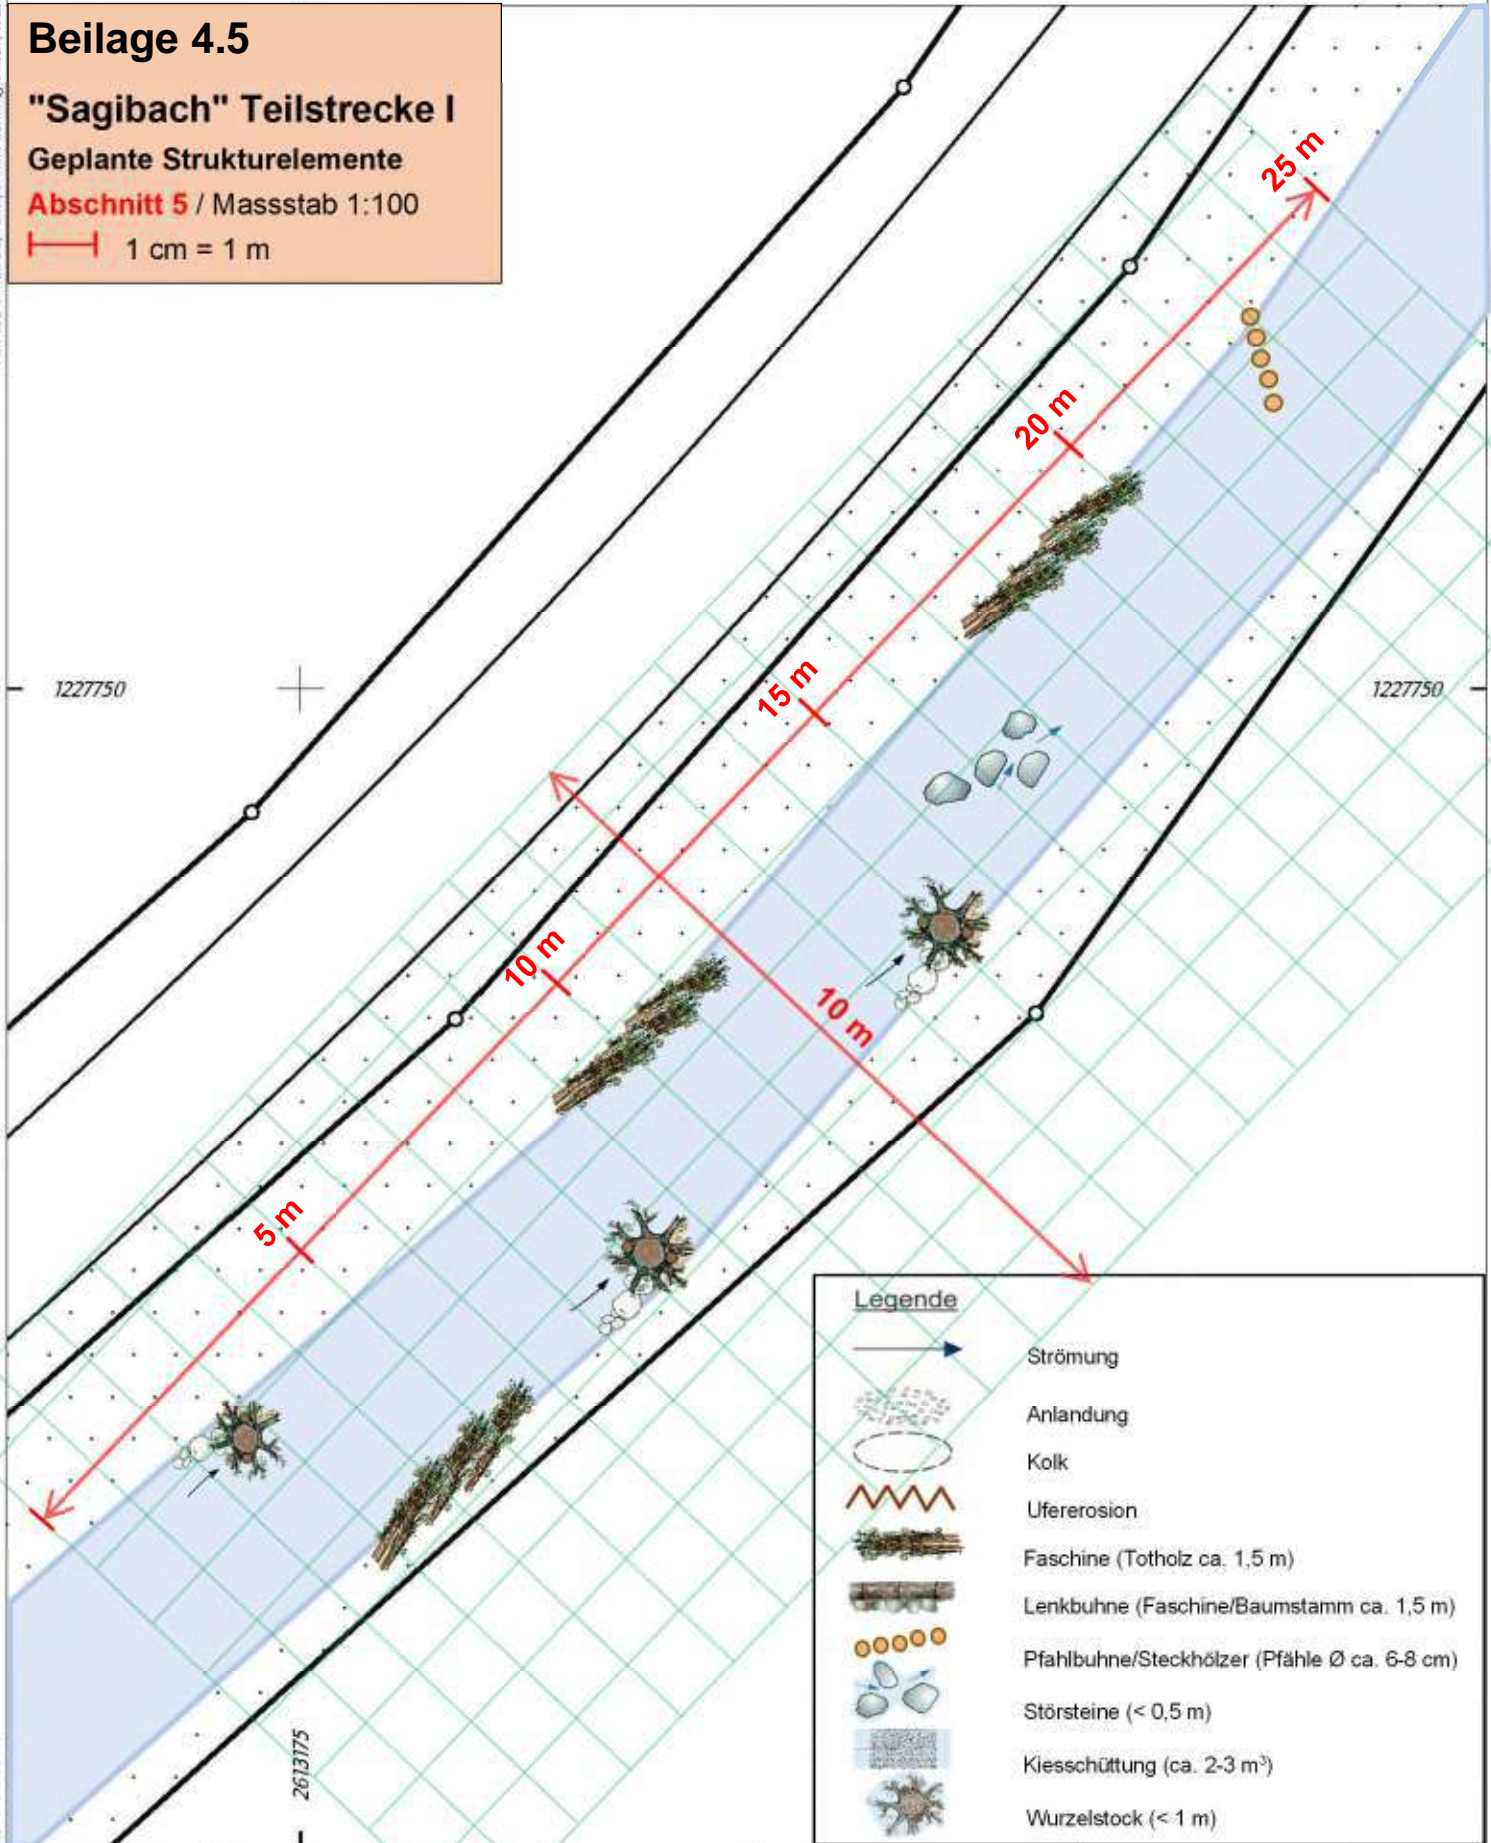 Beilage 4.5
"Sagibach" Teilstrecke I
Geplante Strukturelemente
Abschnitt 5 / Massstab 1:100
1 cm = 1 m
25 m
20 m
15 m
1227750
1227750
10 m
10 m
5 m
2613175
Legende
Strömung
Anlandung
Kolk
Ufererosion
Faschine (Totholz ca. 1,5 m)
Lenkbuhne (Faschine/Baumstamm ca. 1,5 m)
Pfahlbuhne/Steckhölzer (Pfähle Ø ca. 6-8 cm)
Störsteine (< 0,5 m)
Kiesschüttung (ca. 2-3 m³)
Wurzelstock (< 1 m)